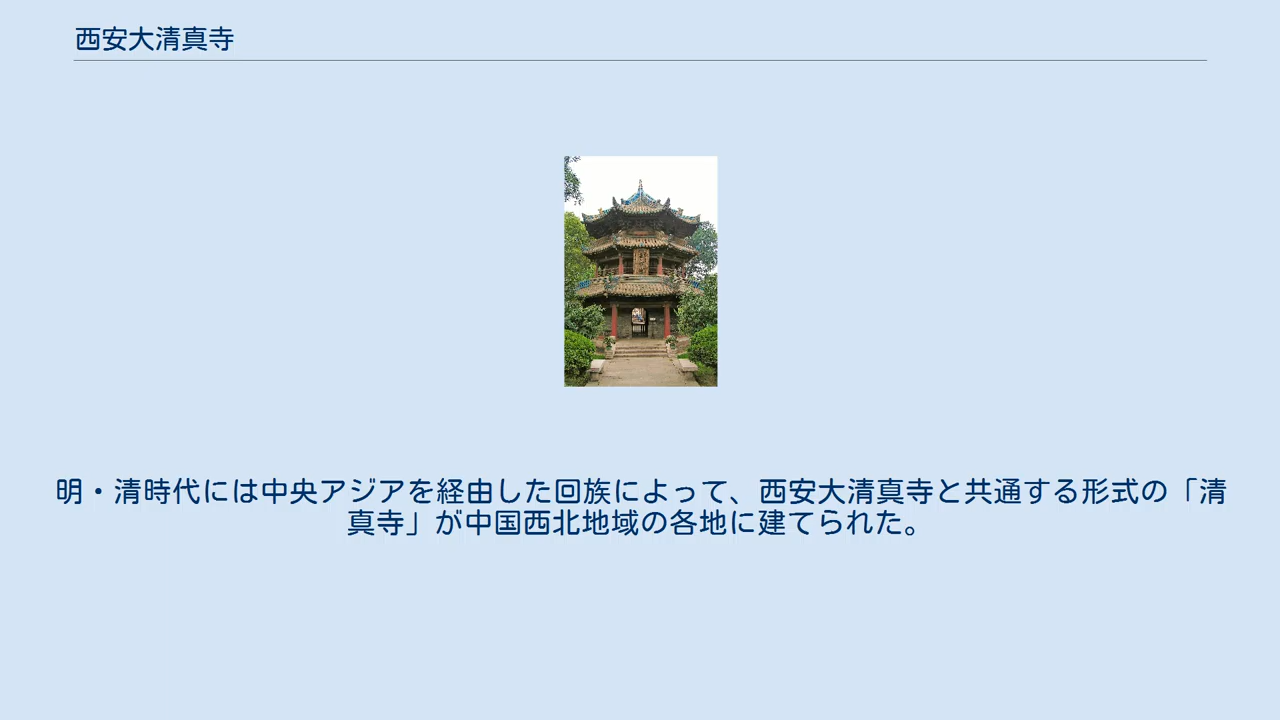 西安大清真寺
明・清時代には中央アジアを経由した回族によって、西安大清真寺と共通する形式の「清
真寺」が中国西北地域の各地に建てられた。